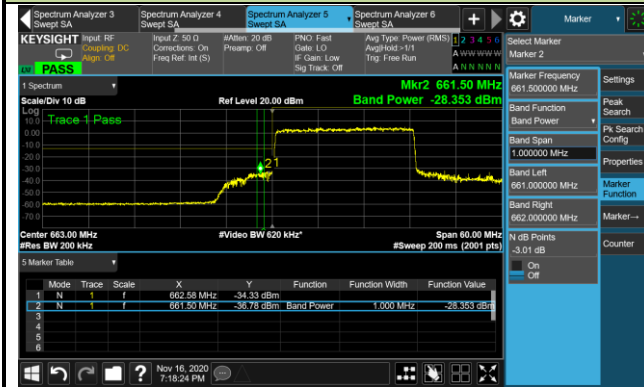 Spectrum Analyzer 3
Swept SA
Spectrum Analyzer 4
Swept SA
Spectrum Analyzer 5
Swept SA
Spectrum Analyzer 6
Swept SA
+
Marker
KEYSIGHT
Input: RF
Coupling: DC
Align: Off
Input Z: 50 Ω
Corrections: On
Freq Ref: Int (S)
#Atten: 20 dB
Preamp: Off
PNO: Fast
Gate: LO
IF Gain: Low
Sig Track: Off
Avg Type: Power (RMS)
Avg|Hold:>1/1
Trig: Free Run
1 2 3 4 5 6
A W W W W W
A N N N N N
PASS
Select Marker
Marker 2
1 Spectrum
Scale/Div 10 dB
Ref Level 20.00 dBm
Mkr2 661.50 MHz
Band Power -28.353 dBm
Log
Trace 1 Pass
10.0
0.00
-10.0
-20.0
-30.0
-40.0
-50.0
-60.0
-70.0
2 1
Center 663.00 MHz
#Res BW 200 kHz
#Video BW 620 kHz*
Span 60.00 MHz
#Sweep 200 ms (2001 pts)
5 Marker Table
Mode Trace Scale X Y Function Function Width Function Value
1 N 1 f 662.58 MHz -34.33 dBm
2 N 1 f 661.50 MHz -36.78 dBm Band Power 1.000 MHz -28.353 dBm
3
4
5
6
Marker Frequency
661.500000 MHz
Band Function
Band Power
Band Span
1.000000 MHz
Band Left
661.000000 MHz
Band Right
662.000000 MHz
N dB Points
-3.01 dB
On
Off
Settings
Peak
Search
Pk Search
Config
Properties
Marker
Function
Marker→
Counter
?
Nov 16, 2020
7:18:24 PM